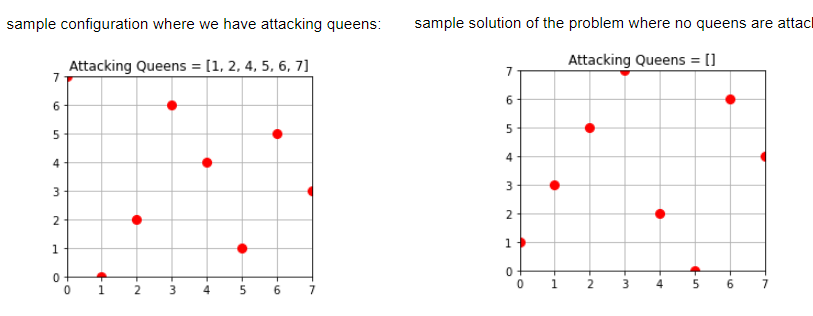 sample configuration where we have attacking queens:
sample solution of the problem where no queens are attac
Attacking Queens = [1, 2, 4, 5, 6, 7]
7
6
5
4
3
2
1
0
0 1 2 3 4 5 6 7
Attacking Queens = []
7
6
5
4
3
2
1
0
0 1 2 3 4 5 6 7